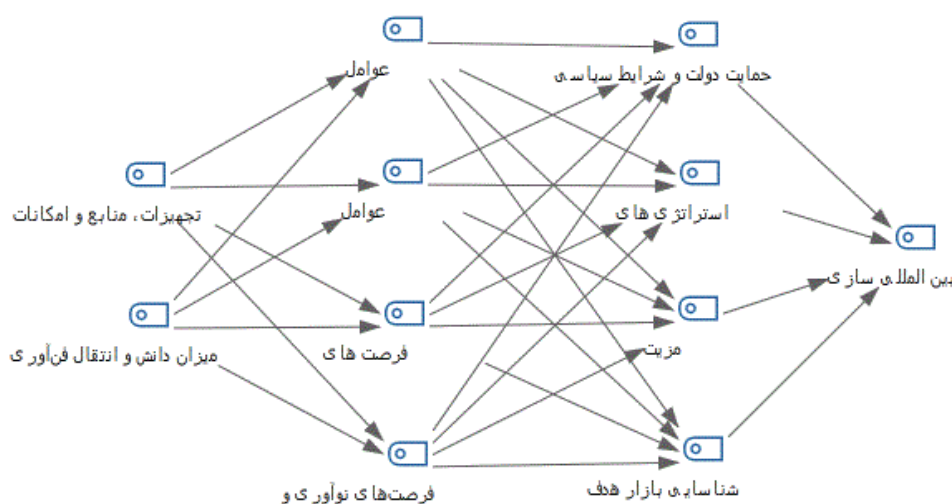 عوامل
حمایت دولت و شرایط سیاسی
تجهیزات، منابع و امکانات
عوامل
استراتژی های
بین المللی سازی
میزان دانش و انتقال فن‌آوری
فرصت های
مزیت
فرصت‌های نوآوری و
شناسایی بازار هدف